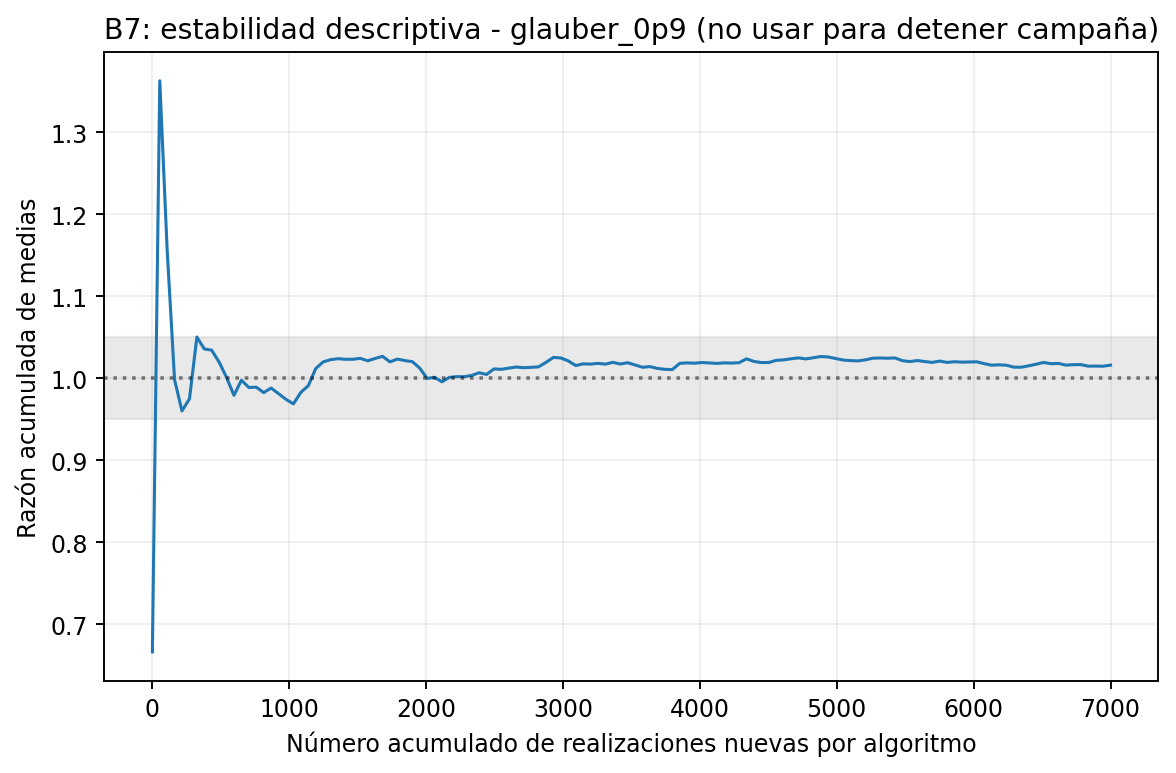 B7: estabilidad descriptiva - glauber_0p9 (no usar para detener campaña)
Razón acumulada de medias
1.3
1.2
1.1
1.0
0.9
0.8
0.7
0 1000 2000 3000 4000 5000 6000 7000
Número acumulado de realizaciones nuevas por algoritmo